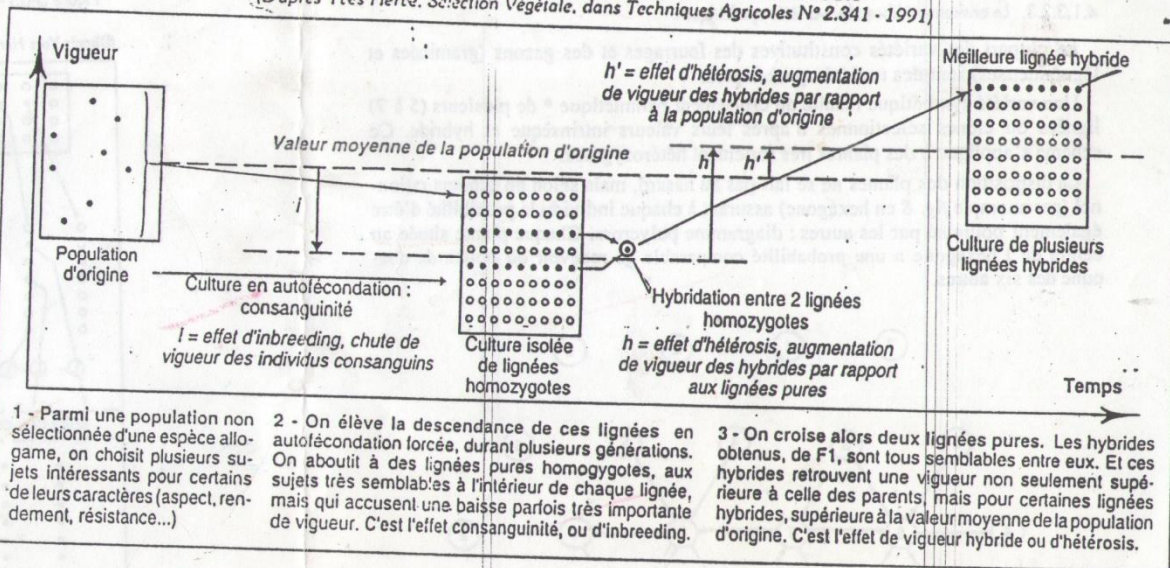 (D'après Yves Herve. Sélection Végétale, dans Techniques Agricoles N° 2.341 - 1991)
Vigueur
Population
d'origine
Valeur moyenne de la population d'origine
i
Culture en autofécondation :
consanguinité
I = effet d'inbreeding, chute de
vigueur des individus consanguins
Culture isolée
de lignées
homozygotes
h' = effet d'hétérosis, augmentation
de vigueur des hybrides par rapport
à la population d'origine
h
h'
Hybridation entre 2 lignées
homozygotes
h = effet d'hétérosis, augmentation
de vigueur des hybrides par rapport
aux lignées pures
Meilleure lignée hybride
Culture de plusieurs
lignées hybrides
Temps
1 - Parmi une population non
sélectionnée d'une espèce allo-
game, on choisit plusieurs su-
jets intéressants pour certains
de leurs caractères (aspect, ren-
dement, résistance...)
2 - On élève la descendance de ces lignées en
autofécondation forcée, durant plusieurs générations.
On aboutit à des lignées pures homogygotes, aux
sujets très semblables à l'intérieur de chaque lignée,
mais qui accusent une baisse parfois très importante
de vigueur. C'est l'effet consanguinité, ou d'inbreeding.
3 - On croise alors deux lignées pures. Les hybrides
obtenus, de F1, sont tous semblables entre eux. Et ces
hybrides retrouvent une vigueur non seulement supé-
rieure à celle des parents, mais pour certaines lignées
hybrides, supérieure à la valeur moyenne de la population
d'origine. C'est l'effet de vigueur hybride ou d'hétérosis.